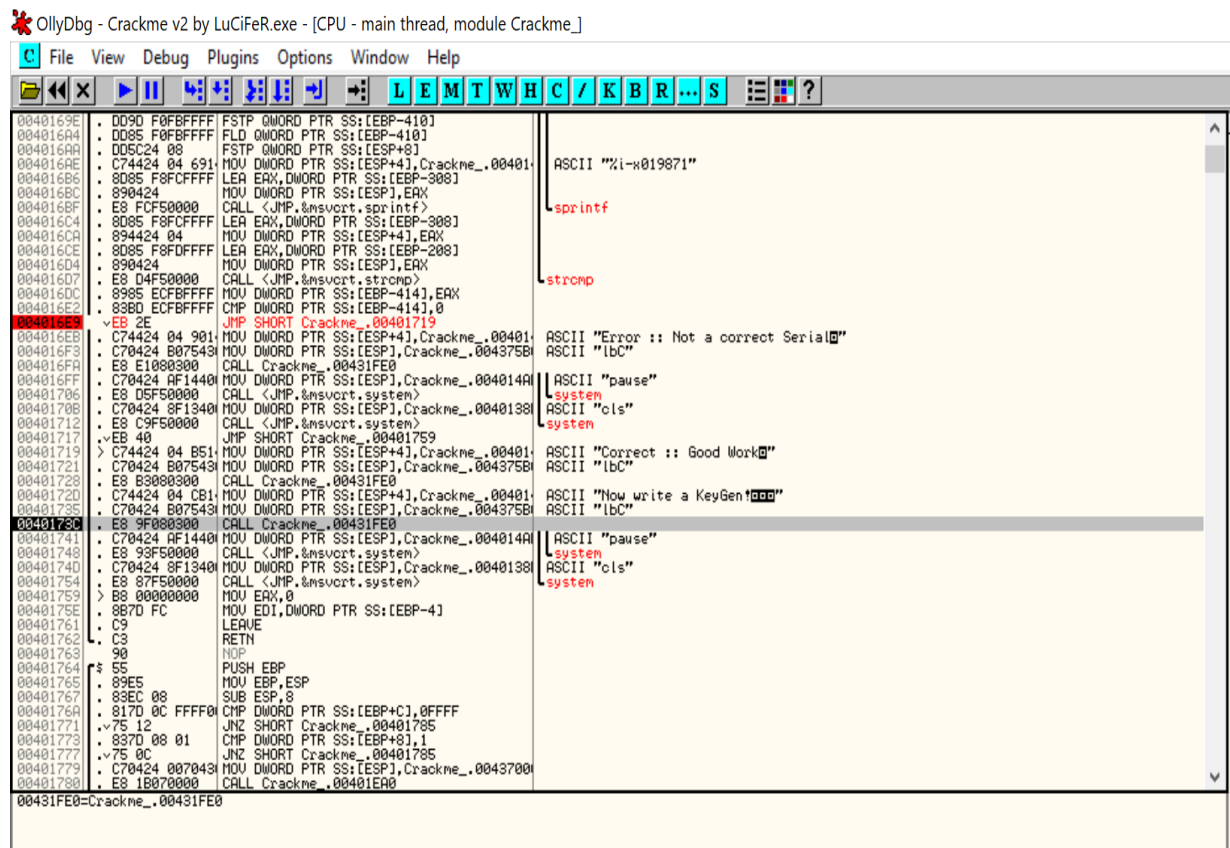 OllyDbg - Crackme v2 by LuCiFeR.exe - [CPU - main thread, module Crackme_]
C File View Debug Plugins Options Window Help
L E M T W H C / K B R ... S ?
0040169E . DD9D F0FBFFFF FSTP QWORD PTR SS:[EBP-410]
004016A4 . DD85 F0FBFFFF FLD QWORD PTR SS:[EBP-410]
004016AA . DD5C24 08 FSTP QWORD PTR SS:[ESP+8]
004016AE . C74424 04 691 MOV DWORD PTR SS:[ESP+4],Crackme_.00401 ASCII "%i-x019871"
004016B6 . 8D85 F8FCFFFF LEA EAX,DWORD PTR SS:[EBP-308]
004016BC . 890424 MOV DWORD PTR SS:[ESP],EAX
004016BF . E8 FCF50000 CALL <JMP.&msvcrt.sprintf> sprintf
004016C4 . 8D85 F8FCFFFF LEA EAX,DWORD PTR SS:[EBP-308]
004016CA . 894424 04 MOV DWORD PTR SS:[ESP+4],EAX
004016CE . 8D85 F8FDFFFF LEA EAX,DWORD PTR SS:[EBP-208]
004016D4 . 890424 MOV DWORD PTR SS:[ESP],EAX
004016D7 . E8 D4F50000 CALL <JMP.&msvcrt.strcmp> strcmp
004016DC . 8985 ECFBFFFF MOV DWORD PTR SS:[EBP-414],EAX
004016E2 . 83BD ECFBFFFF CMP DWORD PTR SS:[EBP-414],0
004016E9 EB 2E JMP SHORT Crackme_.00401719
004016EB . C74424 04 901 MOV DWORD PTR SS:[ESP+4],Crackme_.00401 ASCII "Error :: Not a correct Serial"
004016F3 . C70424 B07543 MOV DWORD PTR SS:[ESP],Crackme_.004375B ASCII "lbC"
004016FA . E8 E1080300 CALL Crackme_.00431FE0
004016FF . C70424 AF1440 MOV DWORD PTR SS:[ESP],Crackme_.004014A ASCII "pause"
00401706 . E8 D5F50000 CALL <JMP.&msvcrt.system> system
0040170B . C70424 8F1340 MOV DWORD PTR SS:[ESP],Crackme_.0040138 ASCII "cls"
00401712 . E8 C9F50000 CALL <JMP.&msvcrt.system> system
00401717 . EB 40 JMP SHORT Crackme_.00401759
00401719 > C74424 04 B51 MOV DWORD PTR SS:[ESP+4],Crackme_.00401 ASCII "Correct :: Good Work"
00401721 . C70424 B07543 MOV DWORD PTR SS:[ESP],Crackme_.004375B ASCII "lbC"
00401728 . E8 B3080300 CALL Crackme_.00431FE0
0040172D . C74424 04 CB1 MOV DWORD PTR SS:[ESP+4],Crackme_.00401 ASCII "Now write a KeyGen!"
00401735 . C70424 B07543 MOV DWORD PTR SS:[ESP],Crackme_.004375B ASCII "lbC"
0040173C . E8 9F080300 CALL Crackme_.00431FE0
00401741 . C70424 AF1440 MOV DWORD PTR SS:[ESP],Crackme_.004014A ASCII "pause"
00401748 . E8 93F50000 CALL <JMP.&msvcrt.system> system
0040174D . C70424 8F1340 MOV DWORD PTR SS:[ESP],Crackme_.0040138 ASCII "cls"
00401754 . E8 87F50000 CALL <JMP.&msvcrt.system> system
00401759 > B8 00000000 MOV EAX,0
0040175E . 8B7D FC MOV EDI,DWORD PTR SS:[EBP-4]
00401761 . C9 LEAVE
00401762 . C3 RETN
00401763 90 NOP
00401764 $ 55 PUSH EBP
00401765 . 89E5 MOV EBP,ESP
00401767 . 83EC 08 SUB ESP,8
0040176A . 817D 0C FFFF0 CMP DWORD PTR SS:[EBP+C],0FFFF
00401771 . 75 12 JNZ SHORT Crackme_.00401785
00401773 . 837D 08 01 CMP DWORD PTR SS:[EBP+8],1
00401777 . 75 0C JNZ SHORT Crackme_.00401785
00401779 . C70424 007043 MOV DWORD PTR SS:[ESP],Crackme_.0043700
00401780 . E8 1B070000 CALL Crackme_.00401EA0
00431FE0=Crackme_.00431FE0